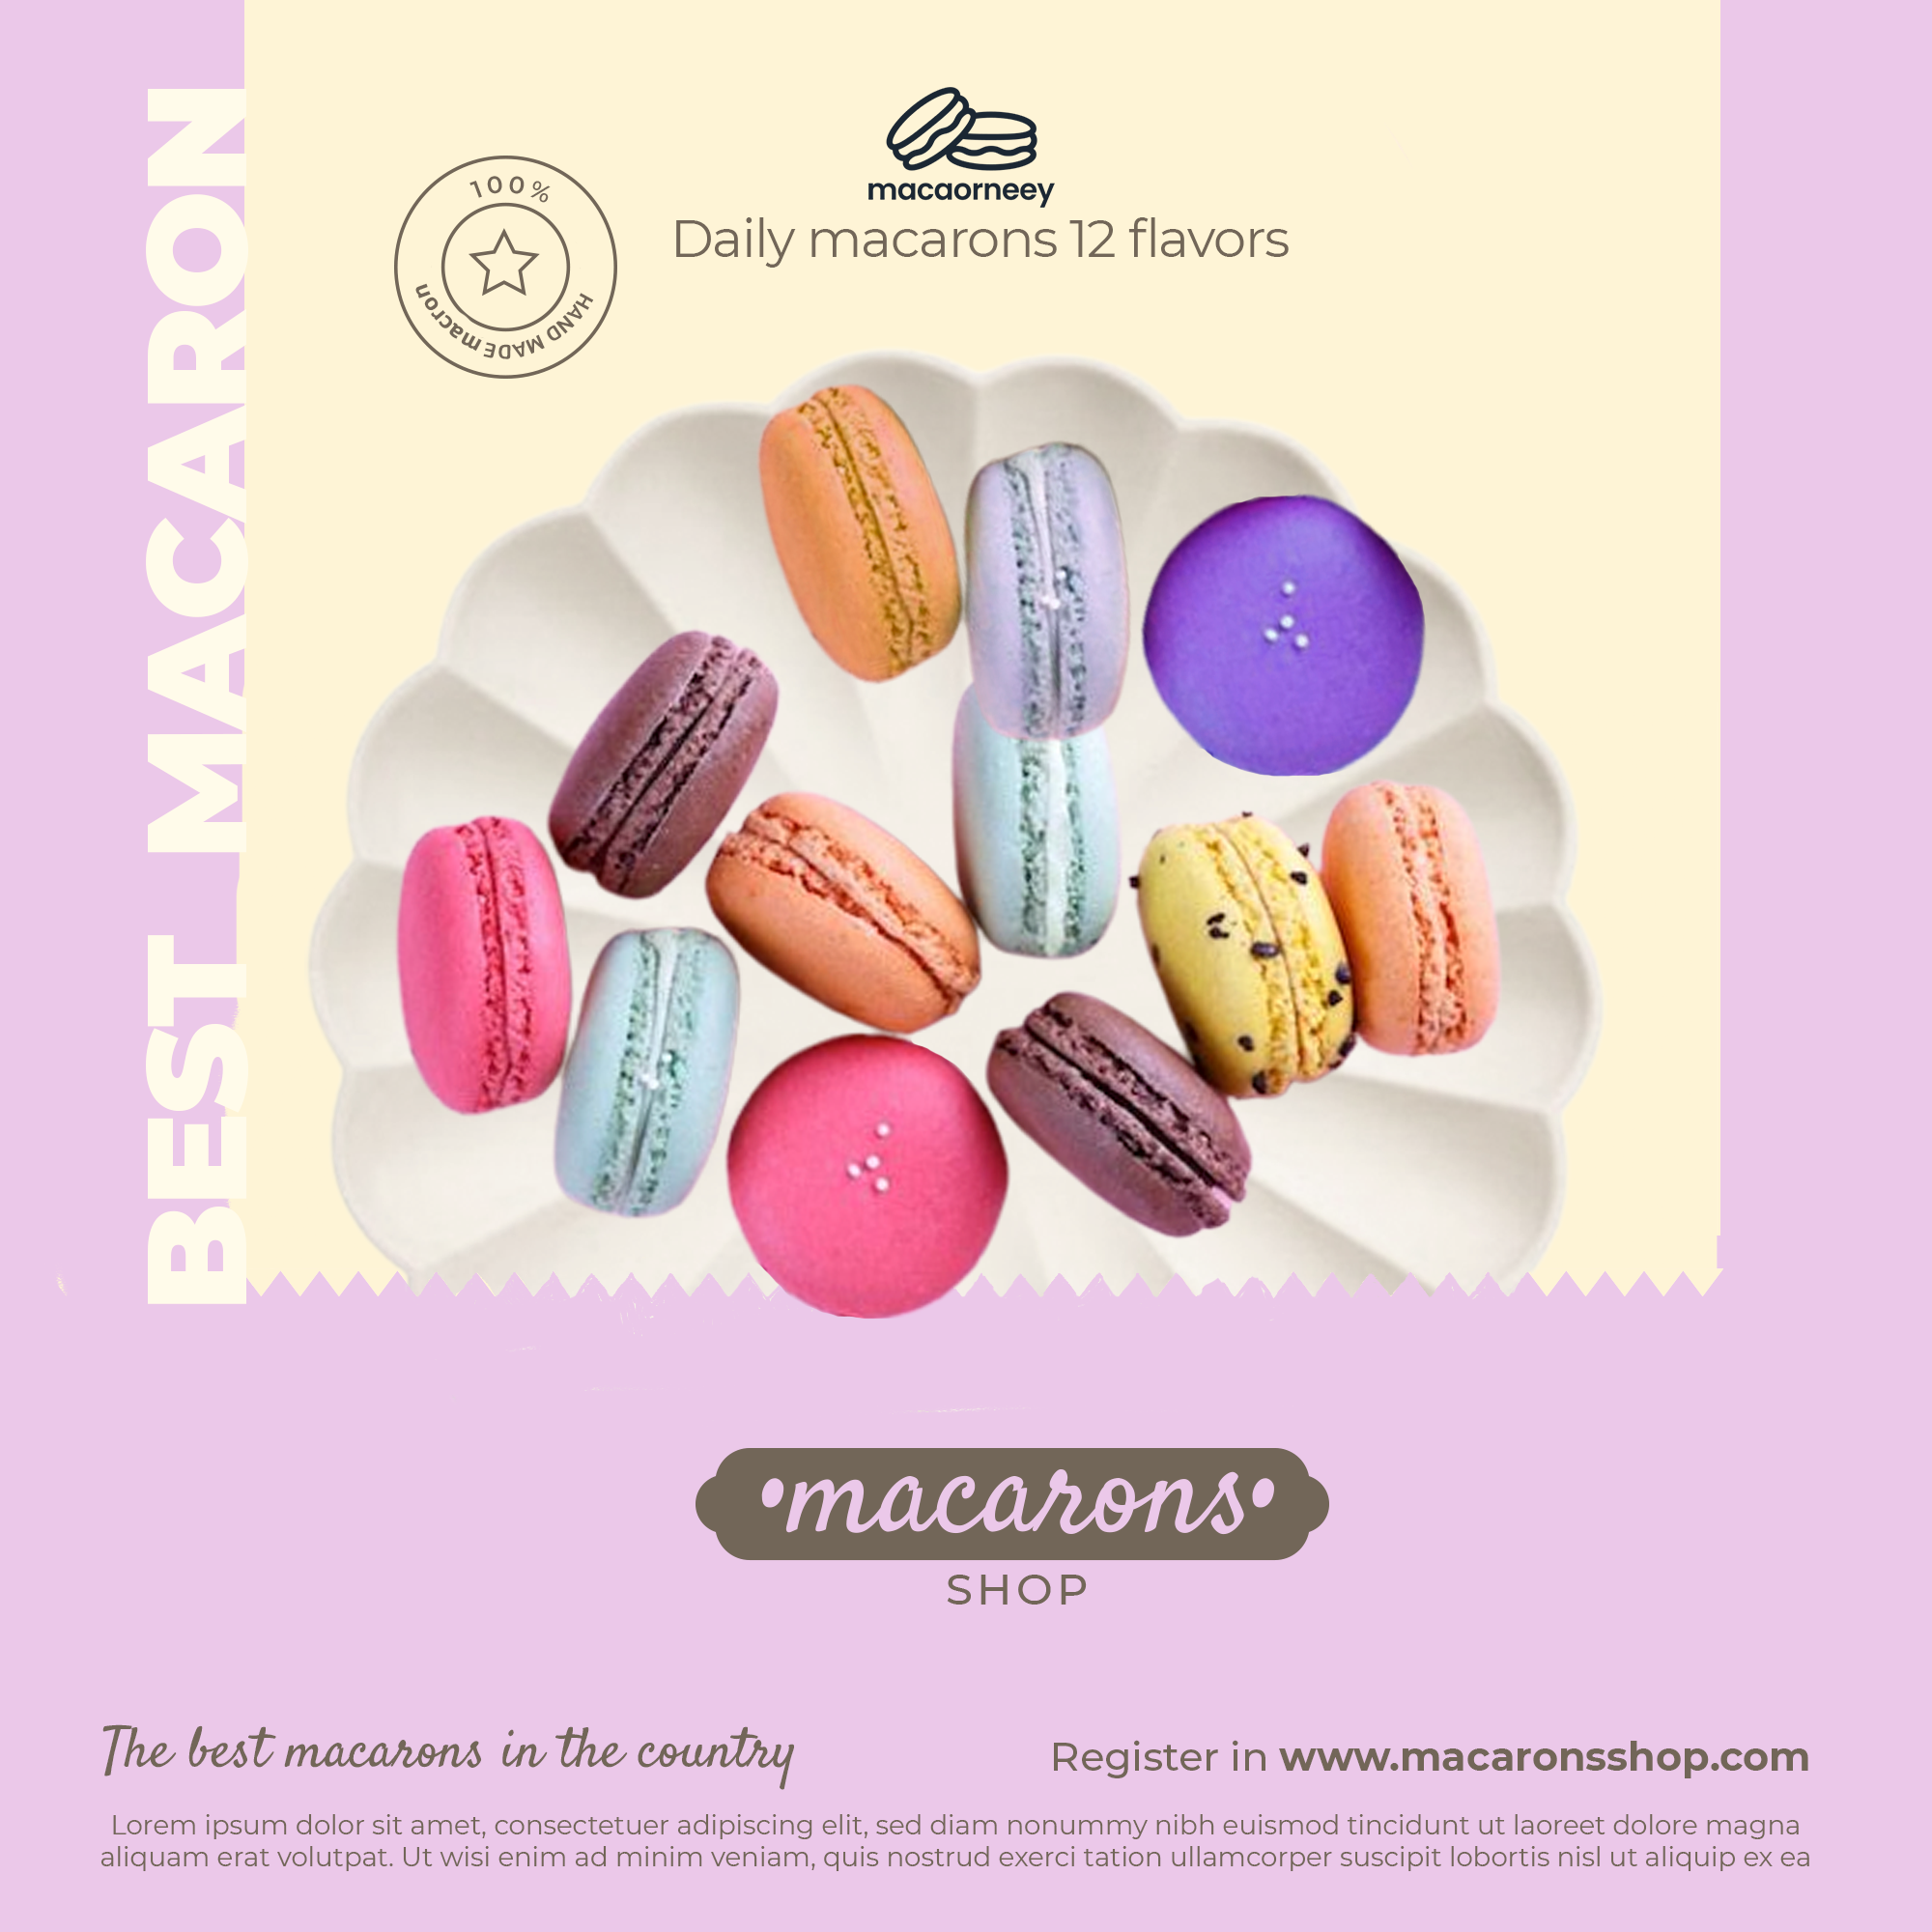 BEST MACARON
macaorneey
Daily macarons 12 flavors
100%
HAND MADE macron
•macarons•
SHOP
The best macarons in the country
Register in www.macaronsshop.com
Lorem ipsum dolor sit amet, consectetuer adipiscing elit, sed diam nonummy nibh euismod tincidunt ut laoreet dolore magna
aliquam erat volutpat. Ut wisi enim ad minim veniam, quis nostrud exerci tation ullamcorper suscipit lobortis nisl ut aliquip ex ea